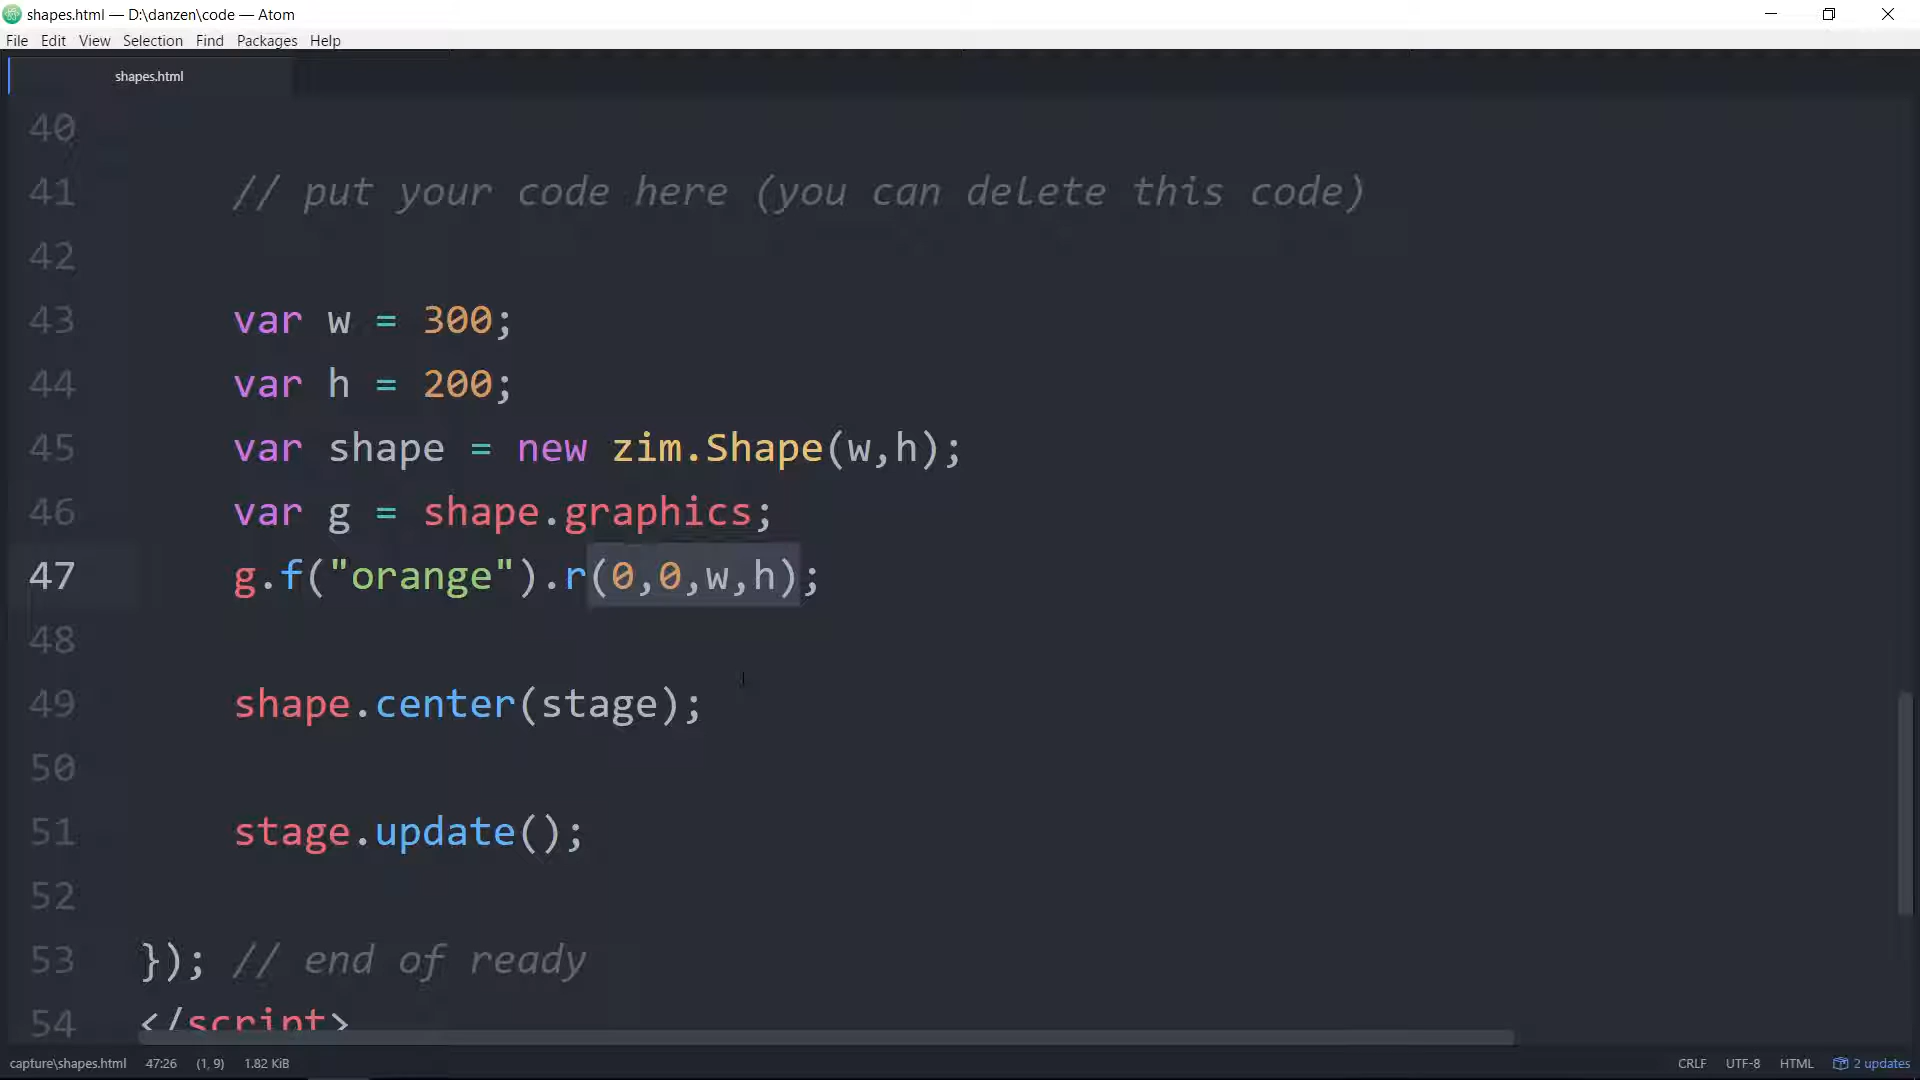 shapes.html — D:\danzen\code — Atom
File Edit View Selection Find Packages Help
shapes.html
40
41 // put your code here (you can delete this code)
42
43 var w = 300;
44 var h = 200;
45 var shape = new zim.Shape(w,h);
46 var g = shape.graphics;
47 g.f("orange").r(0,0,w,h);
48
49 shape.center(stage);
50
51 stage.update();
52
53 }); // end of ready
54 </script>
capture\shapes.html 47:26 (1, 9) 1.82 KiB CRLF UTF-8 HTML 2 updates